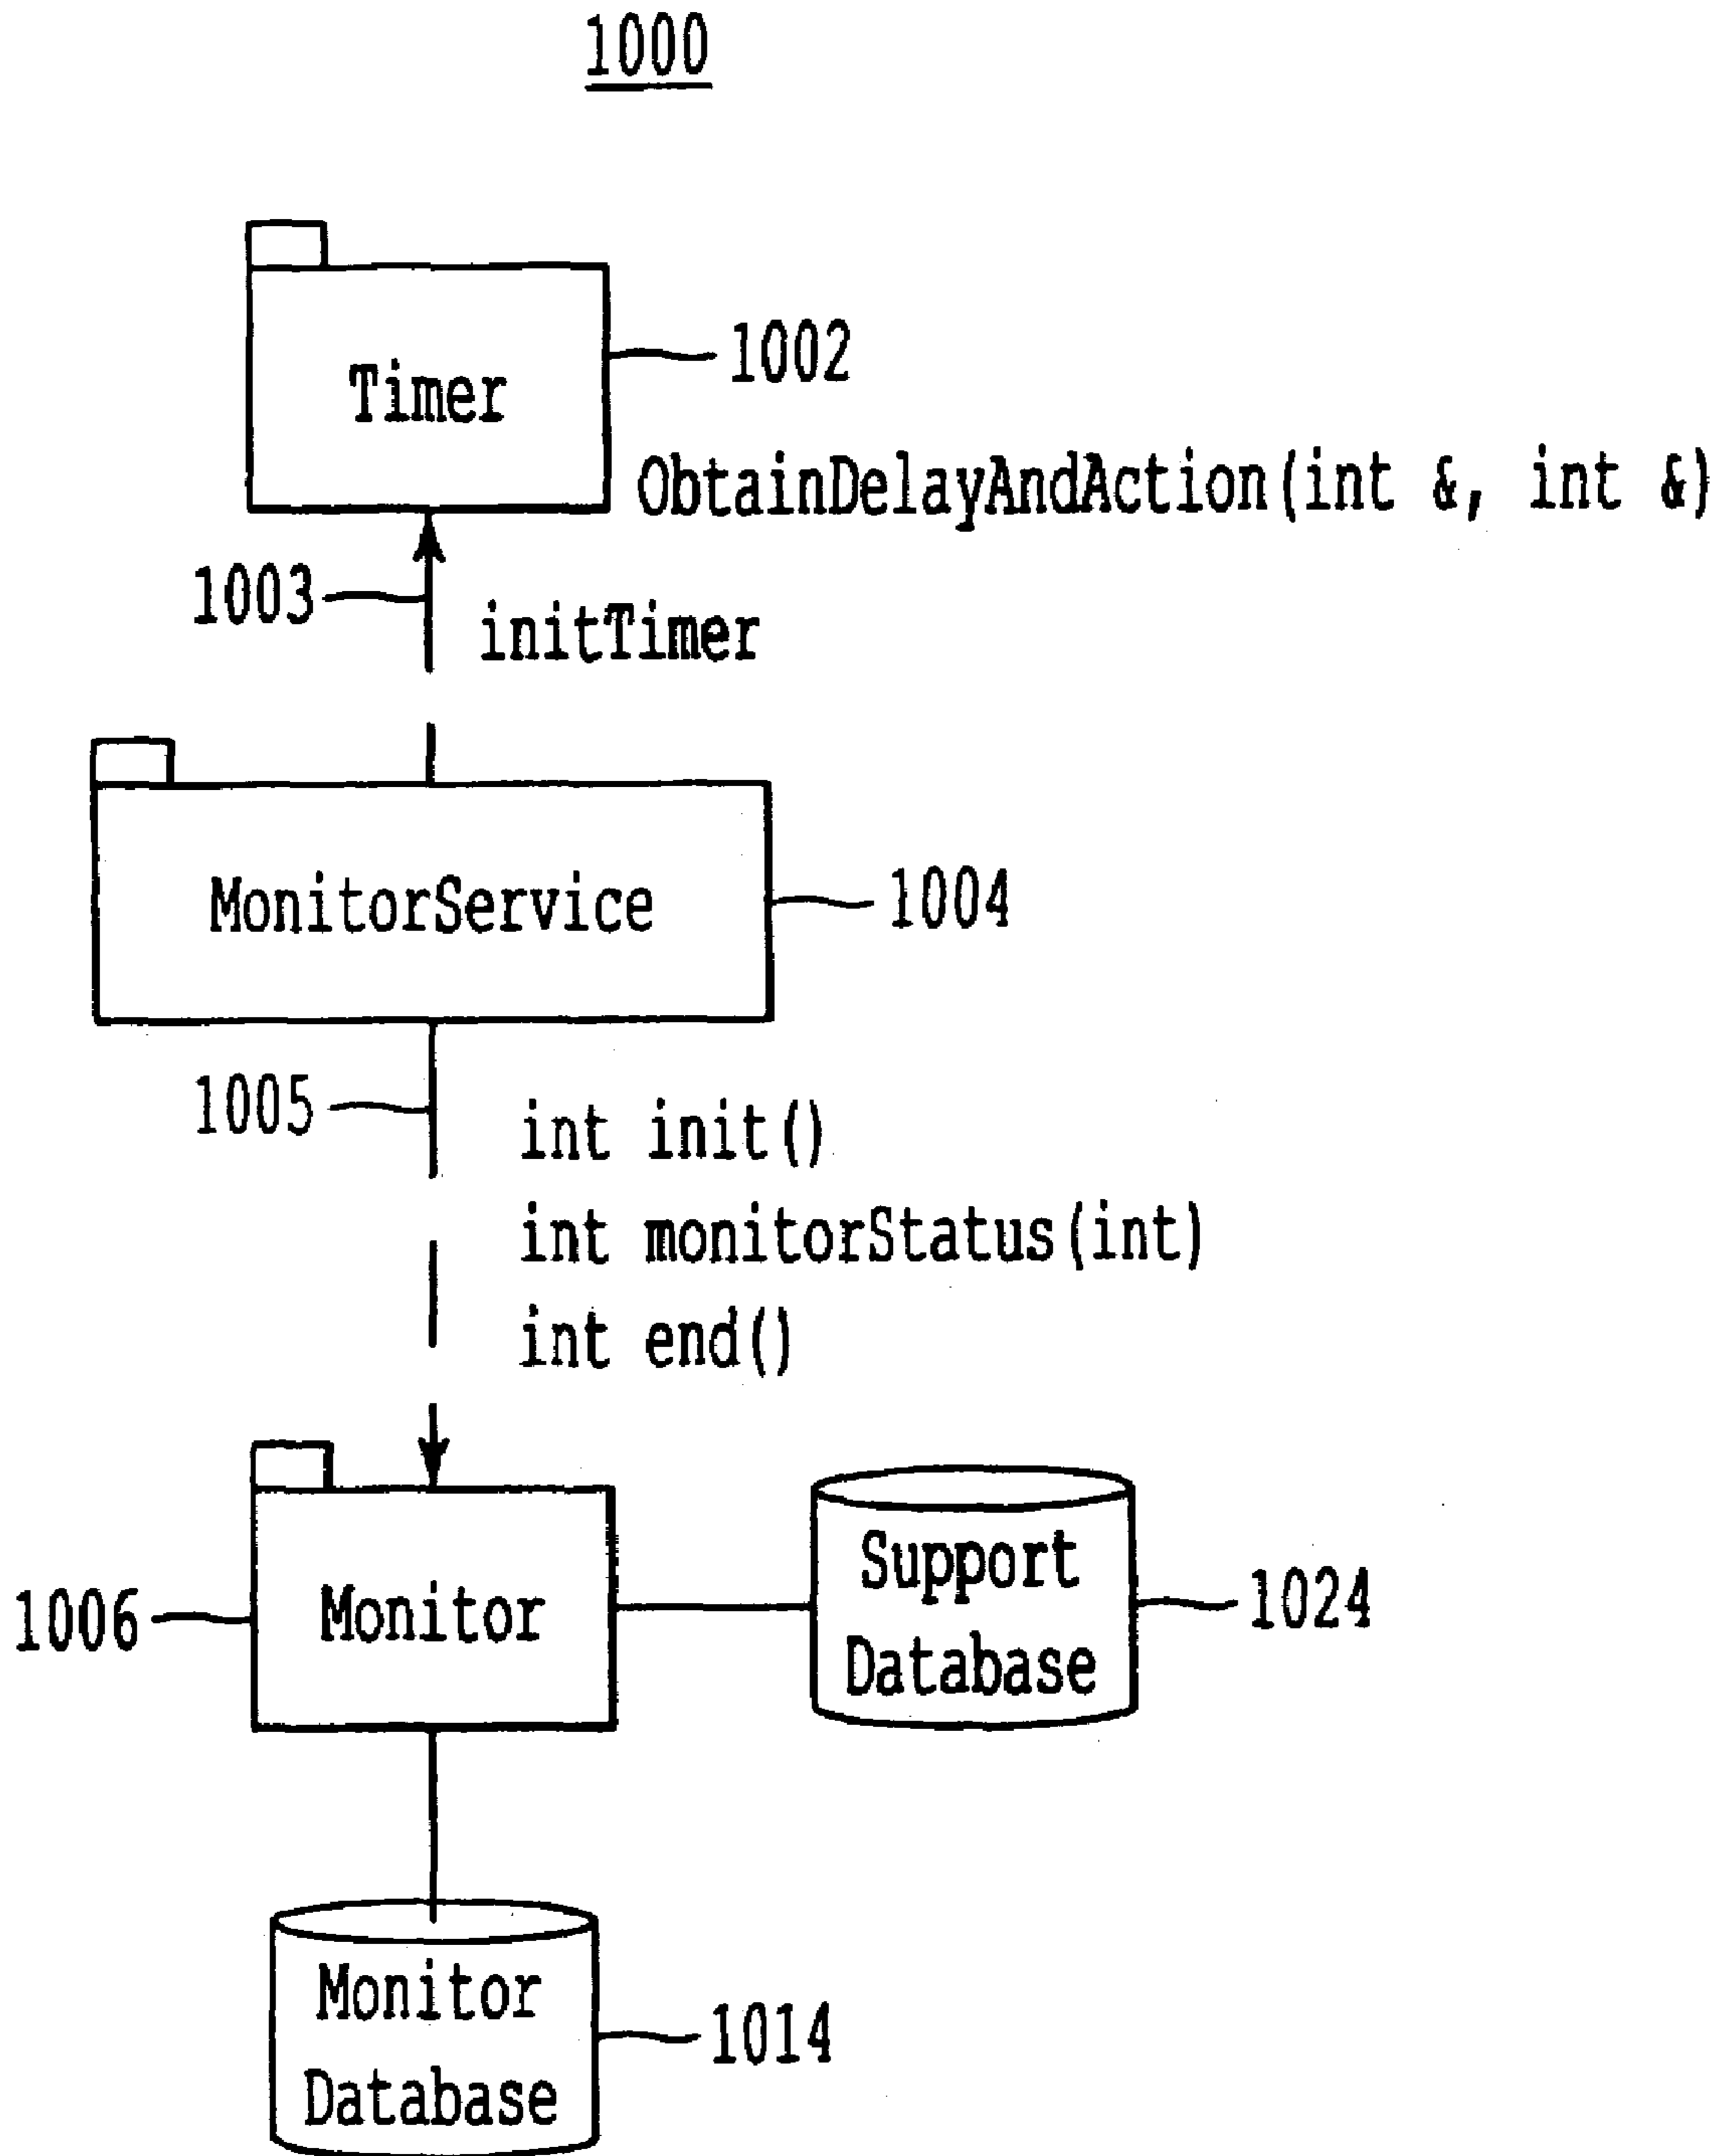 1000
Timer
1002
ObtainDelayAndAction(int &, int &)
1003
initTimer
MonitorService
1004
1005
int init()
int monitorStatus(int)
int end()
1006
Monitor
Support
Database
1024
Monitor
Database
1014